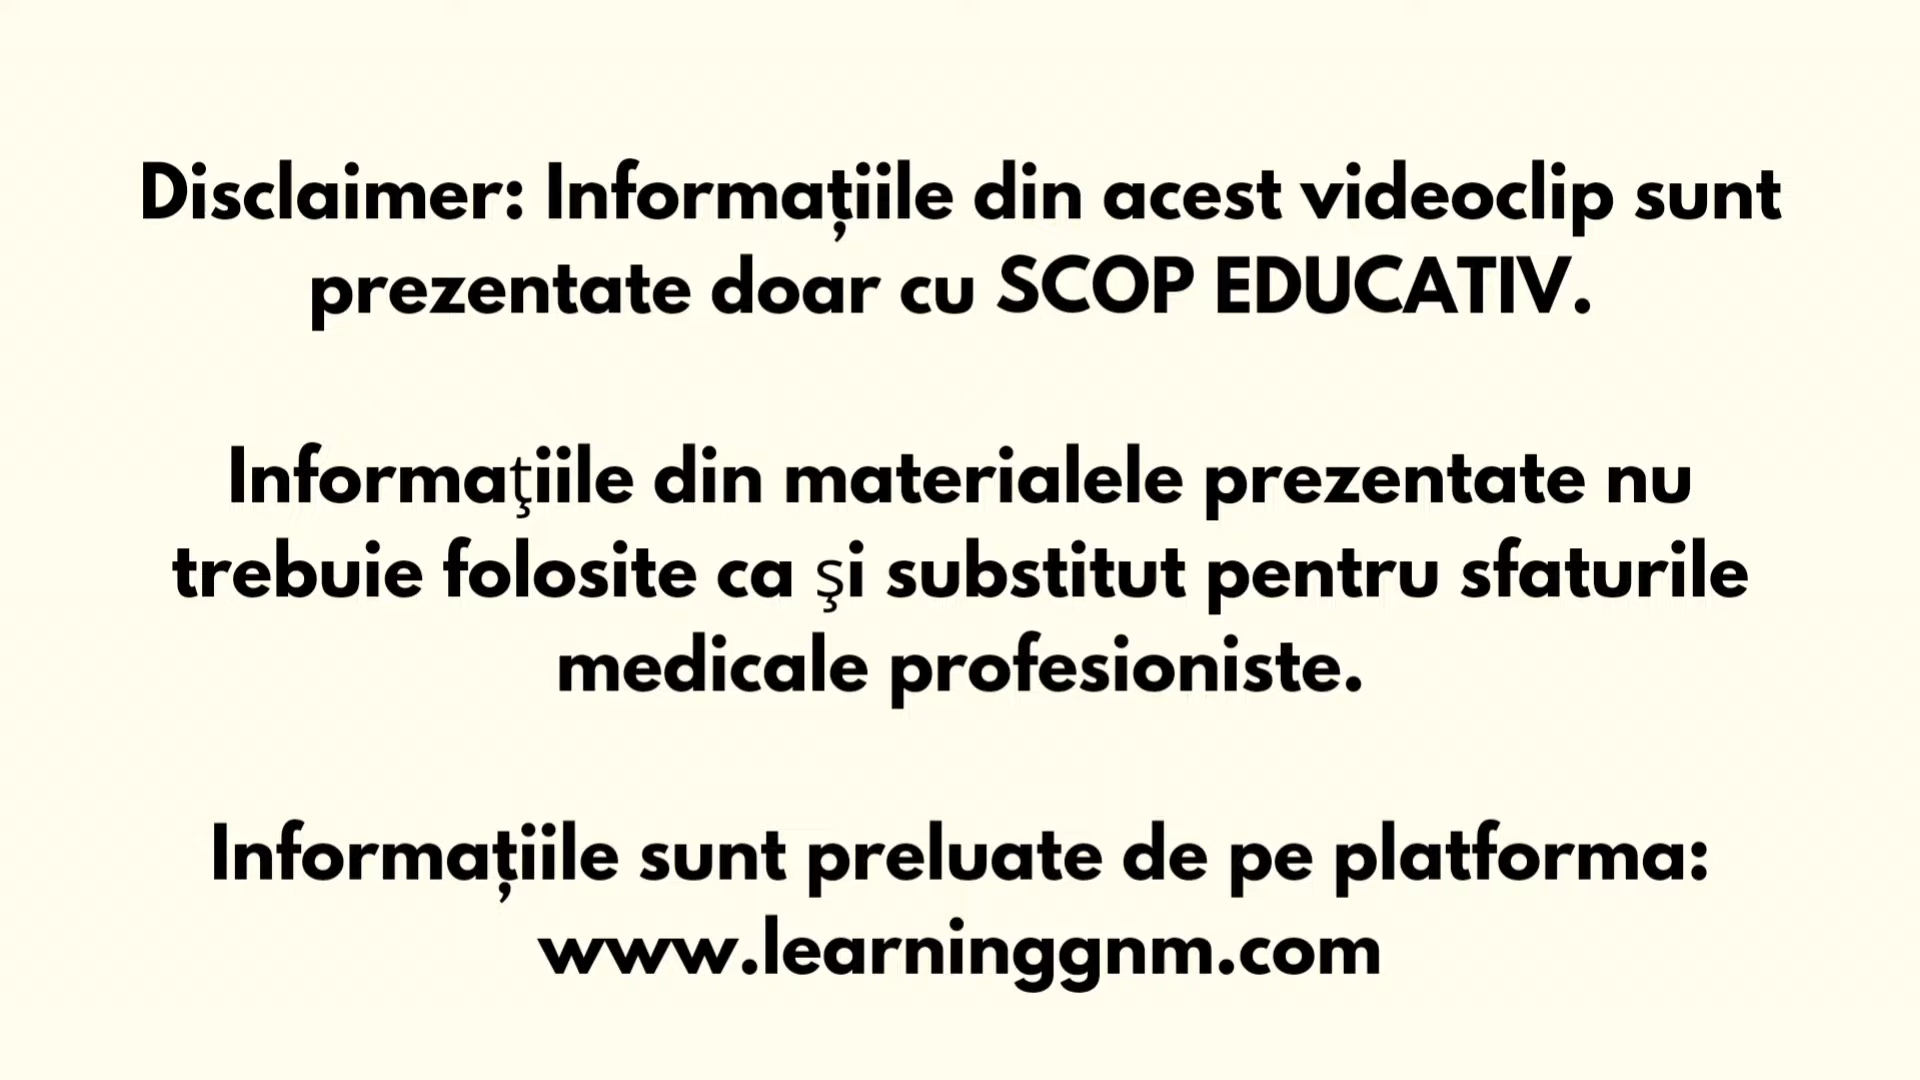 Disclaimer: Informațiile din acest videoclip sunt
prezentate doar cu SCOP EDUCATIV.
Informaţiile din materialele prezentate nu
trebuie folosite ca şi substitut pentru sfaturile
medicale profesioniste.
Informațiile sunt preluate de pe platforma:
www.learninggnm.com